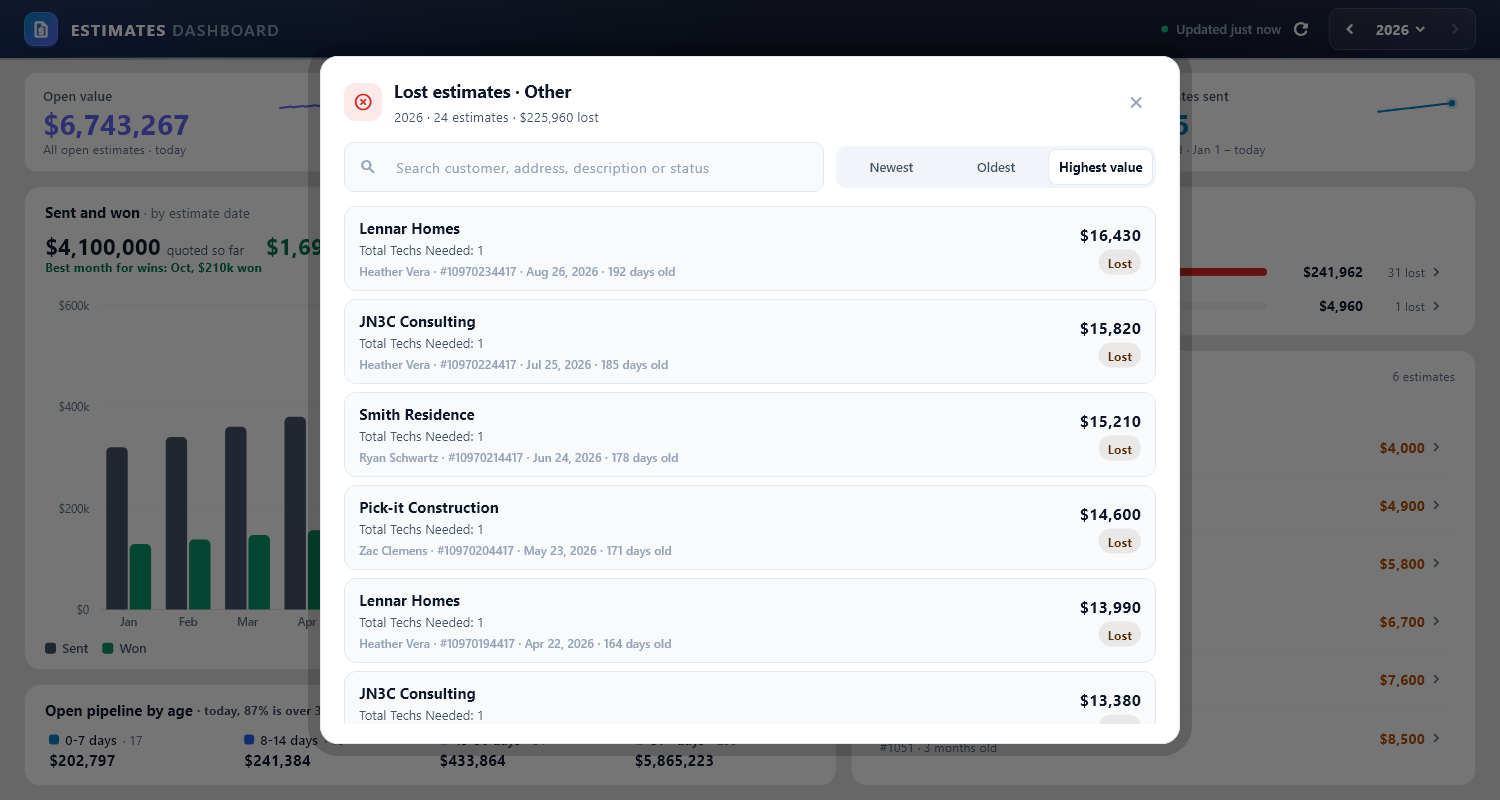 ESTIMATES DASHBOARD
Updated just now
2026
Open value
$6,743,267
All open estimates · today
tes sent
5
d · Jan 1 – today
Lost estimates · Other
2026 · 24 estimates · $225,960 lost
Search customer, address, description or status
Newest
Oldest
Highest value
Lennar Homes
Total Techs Needed: 1
Heather Vera · #10970234417 · Aug 26, 2026 · 192 days old
$16,430
Lost
JN3C Consulting
Total Techs Needed: 1
Heather Vera · #10970224417 · Jul 25, 2026 · 185 days old
$15,820
Lost
Smith Residence
Total Techs Needed: 1
Ryan Schwartz · #10970214417 · Jun 24, 2026 · 178 days old
$15,210
Lost
Pick-it Construction
Total Techs Needed: 1
Zac Clemens · #10970204417 · May 23, 2026 · 171 days old
$14,600
Lost
Lennar Homes
Total Techs Needed: 1
Heather Vera · #10970194417 · Apr 22, 2026 · 164 days old
$13,990
Lost
JN3C Consulting
Total Techs Needed: 1
$13,380
Sent and won · by estimate date
$4,100,000 quoted so far $1,69
Best month for wins: Oct, $210k won
$600k
$400k
$200k
$0
Jan
Feb
Mar
Apr
Sent
Won
$241,962
31 lost
$4,960
1 lost
6 estimates
$4,000
$4,900
$5,800
$6,700
$7,600
#1051 · 3 months old
$8,500
Open pipeline by age · today, 87% is over 3
0-7 days · 17
$202,797
8-14 days
$241,384
$433,864
$5,865,223